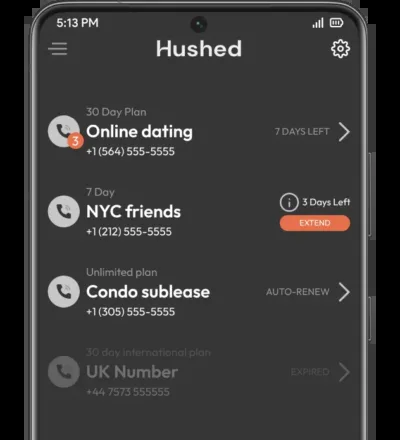 5:13 PM
Hushed
30 Day Plan
Online dating
7 DAYS LEFT
3
+1 (564) 555-5555
7 Day
NYC friends
3 Days Left
+1 (212) 555-5555
EXTEND
Unlimited plan
Condo sublease
AUTO-RENEW
+1 (305) 555-5555
30 day international plan
UK Number
EXPIRED
+44 7573 555555